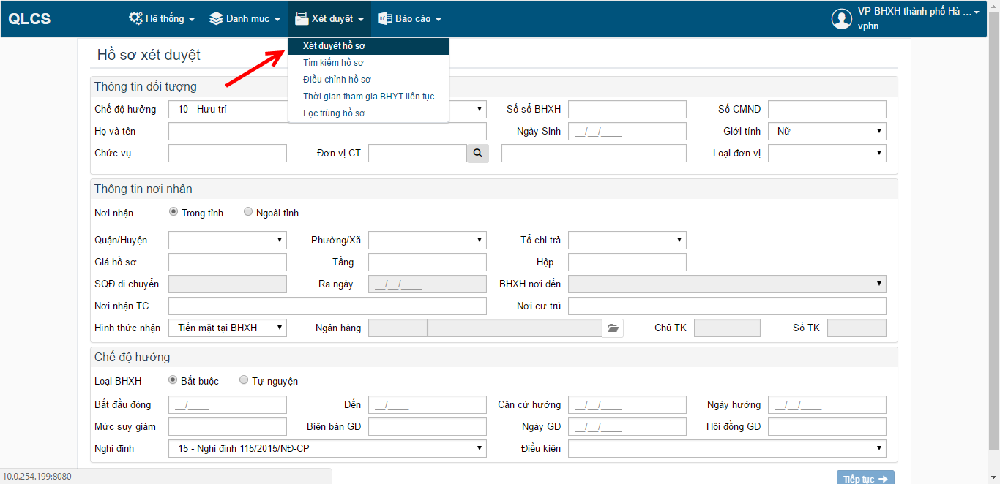 QLCS Hệ thống Danh mục Xét duyệt Báo cáo VP BHXH thành phố Hà ...
vphn
Xét duyệt hồ sơ
Tìm kiếm hồ sơ
Điều chỉnh hồ sơ
Thời gian tham gia BHYT liên tục
Lọc trùng hồ sơ
Hồ sơ xét duyệt
Thông tin đối tượng
Chế độ hưởng 10 - Hưu trí Số sổ BHXH Số CMND
Họ và tên Ngày Sinh __/__/____ Giới tính Nữ
Chức vụ Đơn vị CT Loại đơn vị
Thông tin nơi nhận
Nơi nhận Trong tỉnh Ngoài tỉnh
Quận/Huyện Phường/Xã Tổ chi trả
Giá hồ sơ Tầng Hộp
SQĐ di chuyển Ra ngày __/__/____ BHXH nơi đến
Nơi nhận TC Nơi cư trú
Hình thức nhận Tiền mặt tại BHXH Ngân hàng Chủ TK Số TK
Chế độ hưởng
Loại BHXH Bắt buộc Tự nguyện
Bắt đầu đóng __/____ Đến __/____ Căn cứ hưởng __/__/____ Ngày hưởng __/__/____
Mức suy giảm Biên bản GĐ Ngày GĐ __/__/____ Hội đồng GĐ
Nghị định 15 - Nghị định 115/2015/NĐ-CP Điều kiện
10.0.254.199:8080
Tiếp tục